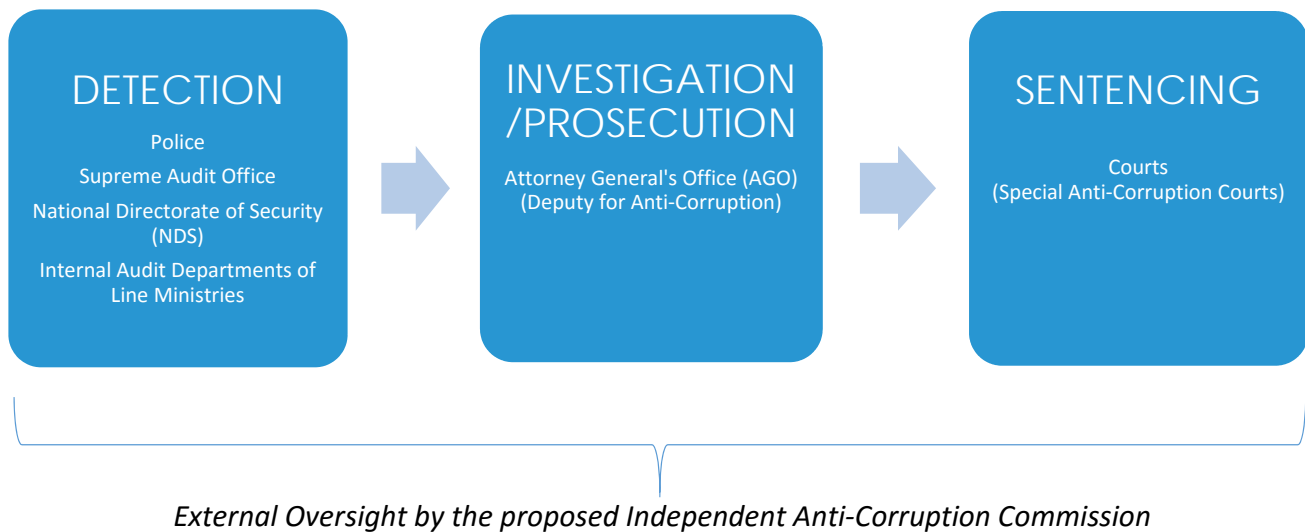 DETECTION
Police
Supreme Audit Office
National Directorate of Security
(NDS)
Internal Audit Departments of
Line Ministries
INVESTIGATION
/PROSECUTION
Attorney General's Office (AGO)
(Deputy for Anti-Corruption)
SENTENCING
Courts
(Special Anti-Corruption Courts)
External Oversight by the proposed Independent Anti-Corruption Commission